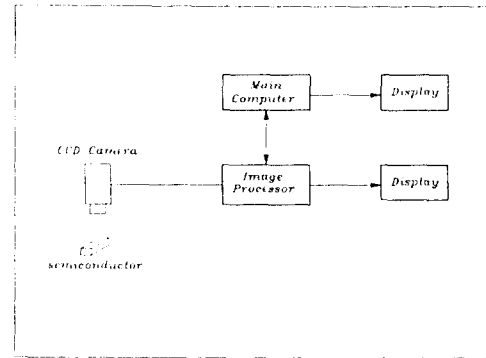 Main
Computer
Display
CCD Camera
Image
Processor
Display
semiconductor